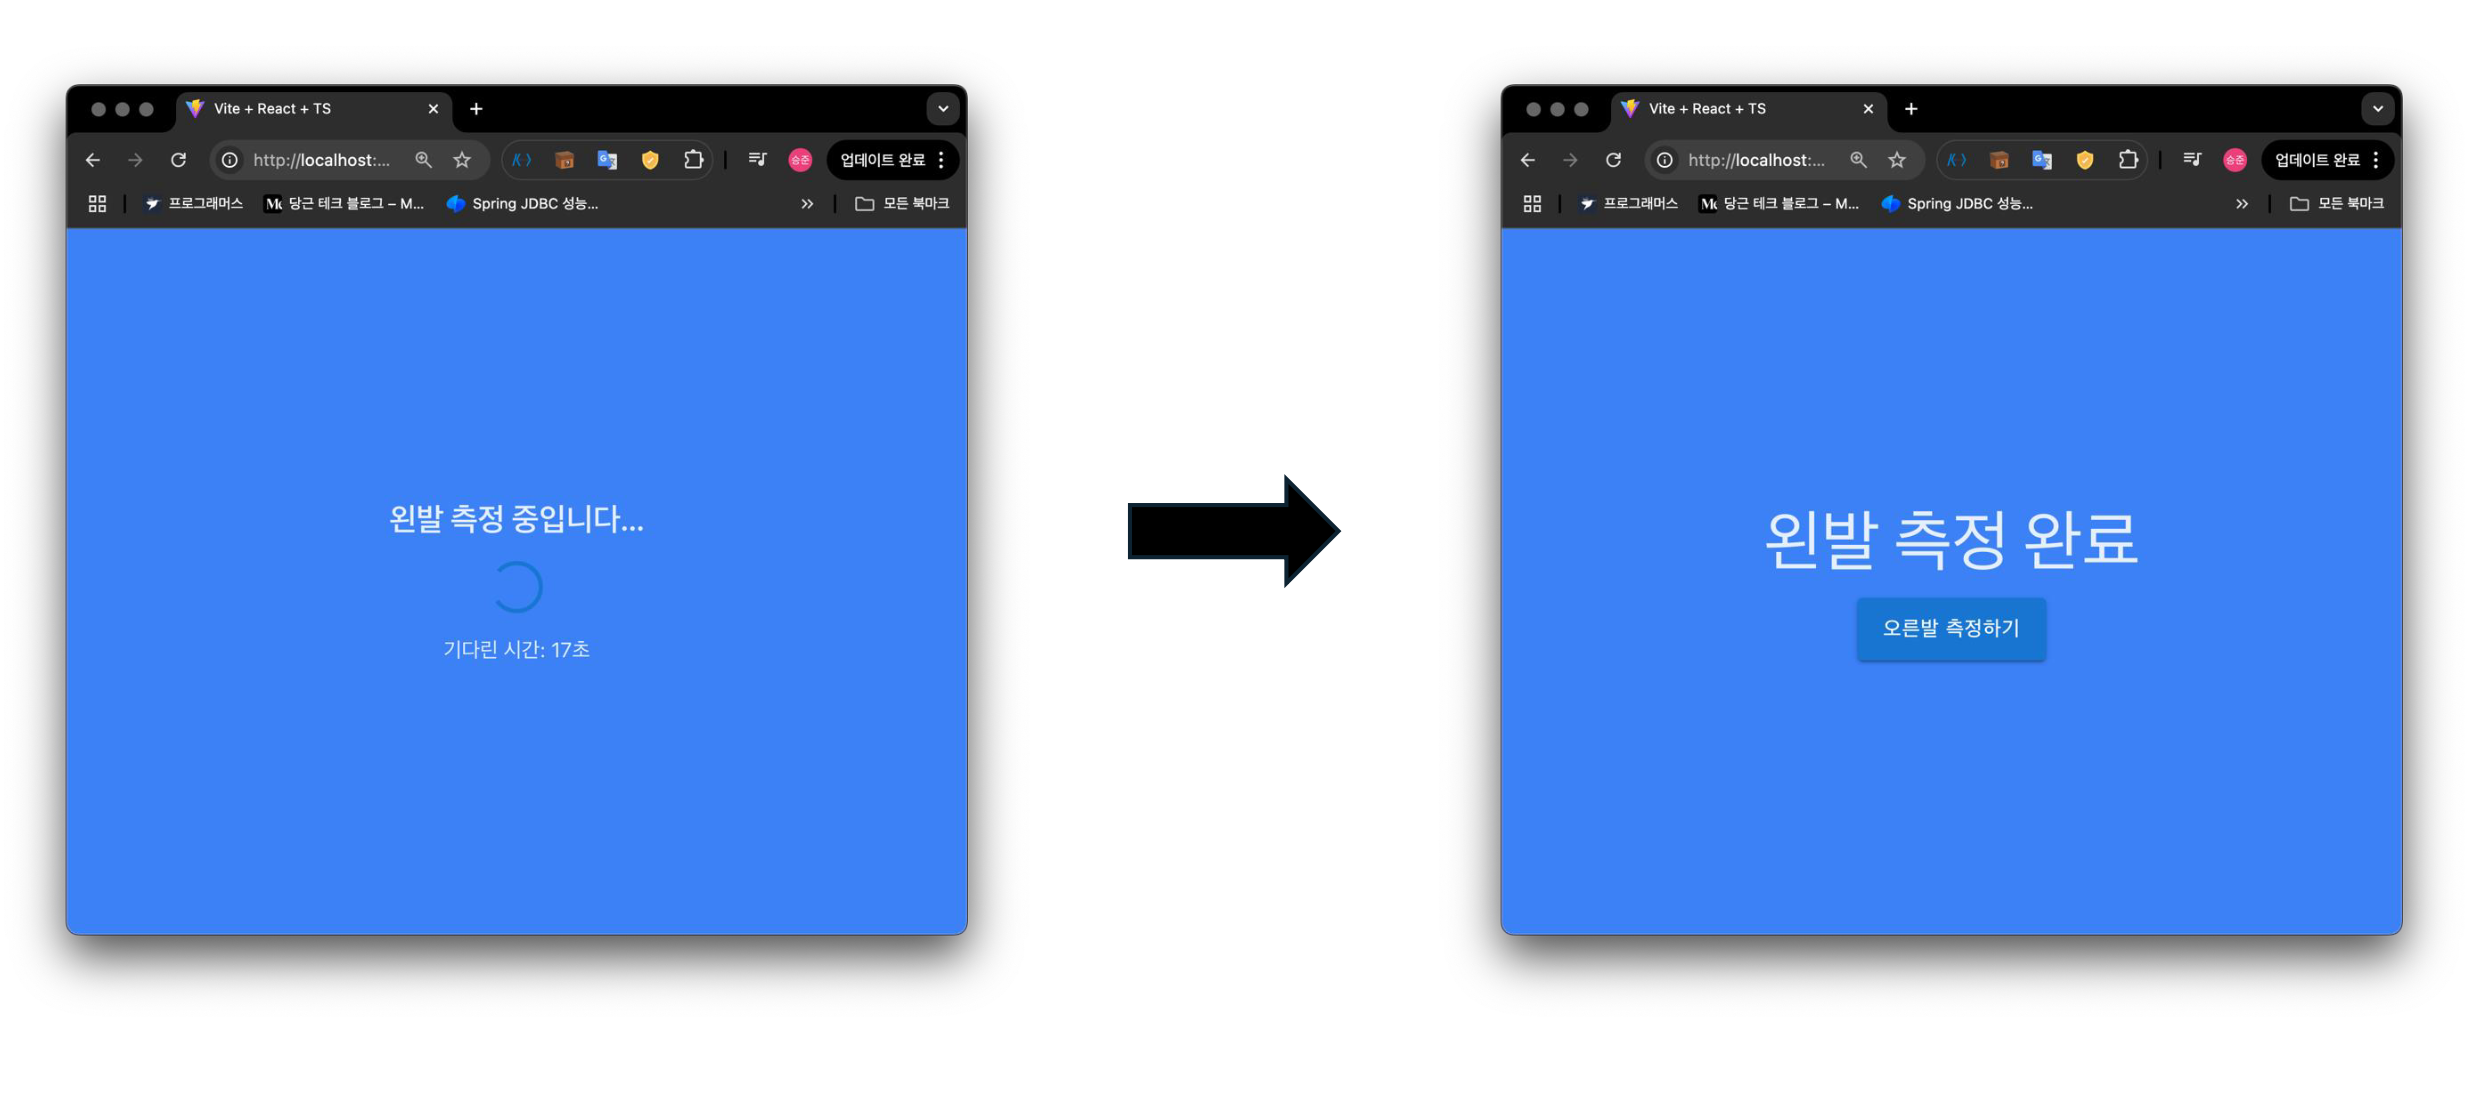 Vite + React + TS
http://localhost:...
승준
업데이트 완료
프로그래머스
당근 테크 블로그 – M...
Spring JDBC 성능...
모든 북마크
왼발 측정 중입니다...
기다린 시간: 17초
Vite + React + TS
http://localhost:...
승준
업데이트 완료
프로그래머스
당근 테크 블로그 – M...
Spring JDBC 성능...
모든 북마크
왼발 측정 완료
오른발 측정하기